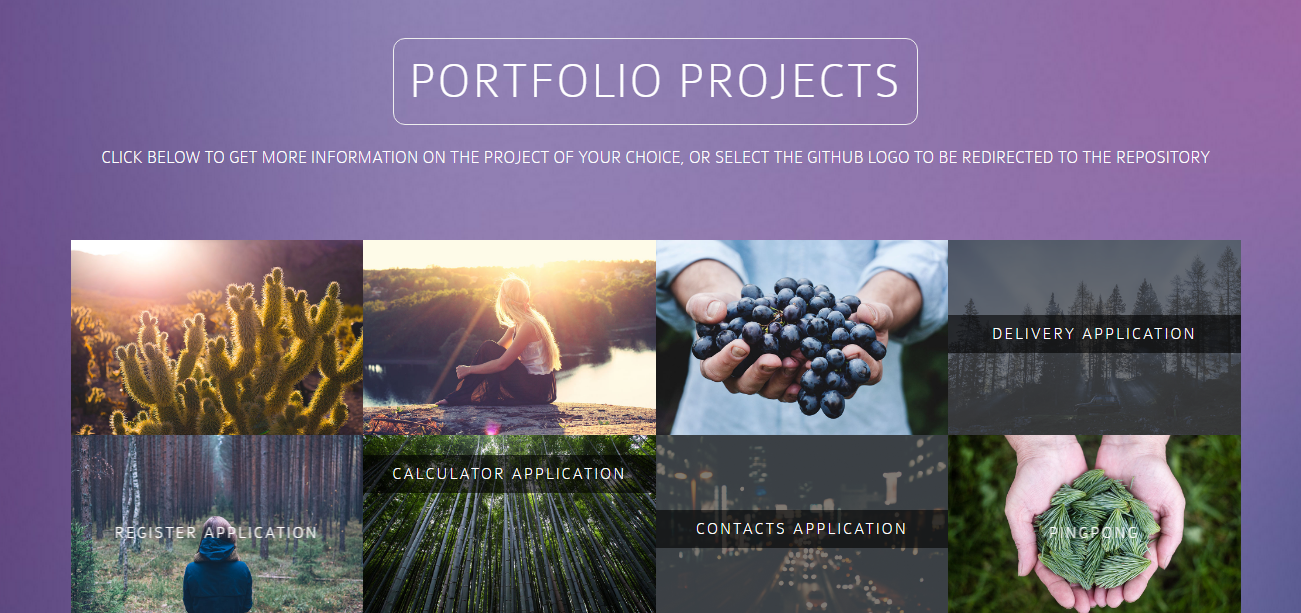 PORTFOLIO PROJECTS
CLICK BELOW TO GET MORE INFORMATION ON THE PROJECT OF YOUR CHOICE, OR SELECT THE GITHUB LOGO TO BE REDIRECTED TO THE REPOSITORY
DELIVERY APPLICATION
REGISTER APPLICATION
CALCULATOR APPLICATION
CONTACTS APPLICATION
PINGPONG